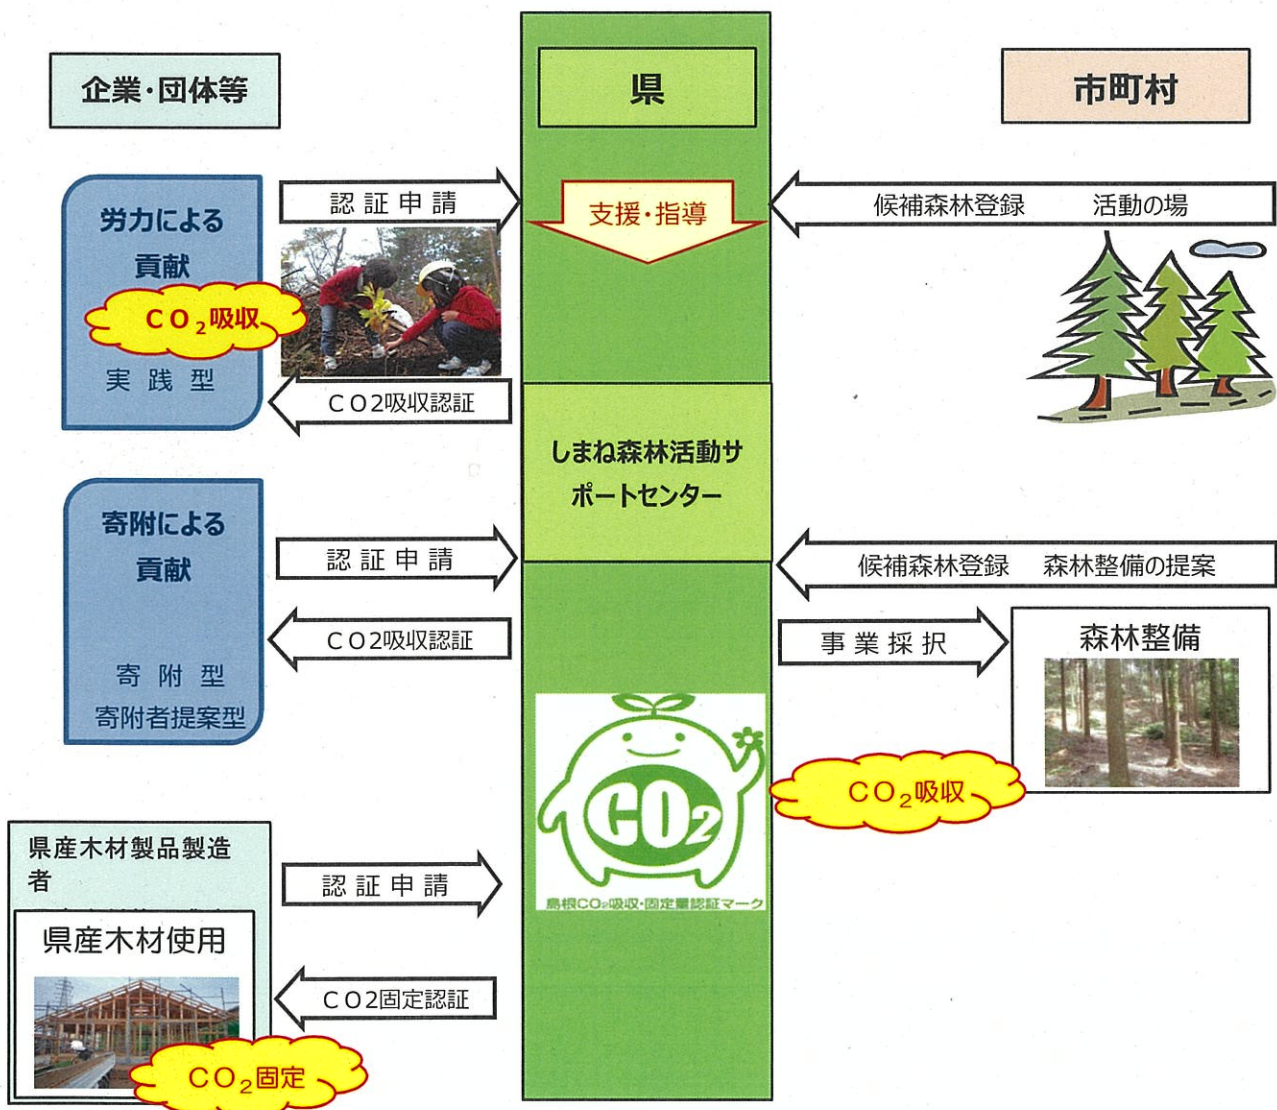 企業・団体等
県
市町村
労力による
貢献
CO₂吸収
実践型
認証申請
CO2吸収認証
支援・指導
候補森林登録　活動の場
しまね森林活動サ
ポートセンター
寄附による
貢献
寄附型
寄附者提案型
認証申請
CO2吸収認証
候補森林登録　森林整備の提案
事業採択
森林整備
CO₂吸収
CO₂
島根CO₂吸収・固定量認証マーク
県産木材製品製造
者
県産木材使用
CO₂固定
認証申請
CO2固定認証